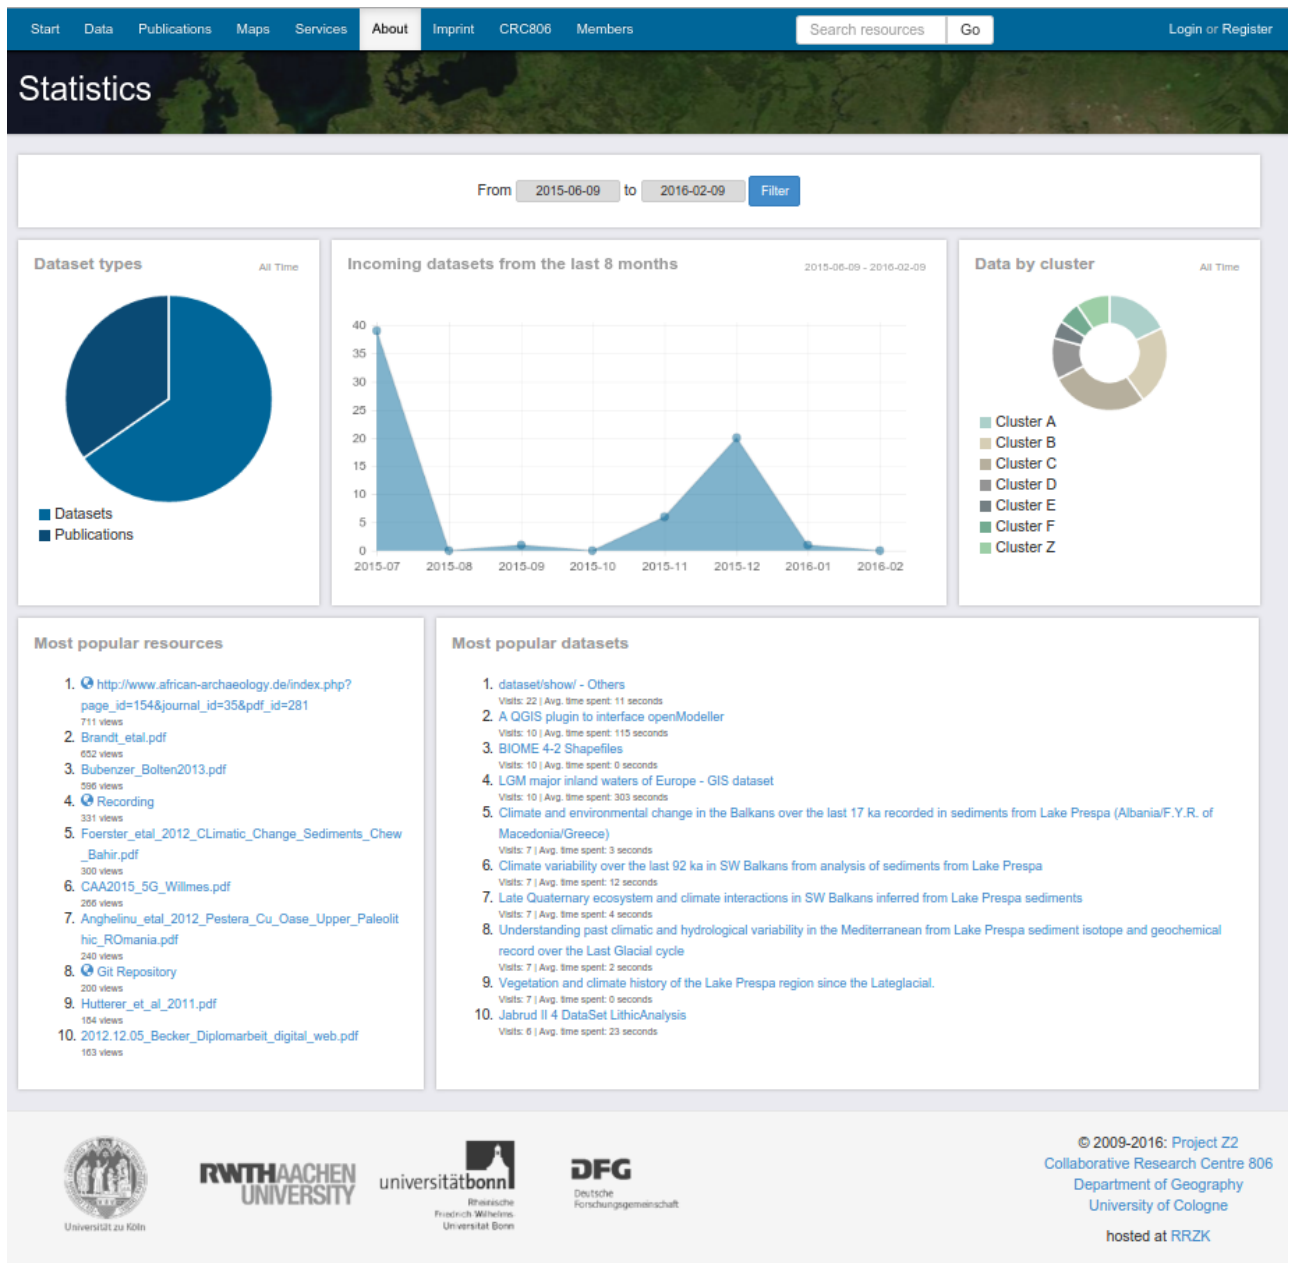 Start Data Publications Maps Services About Imprint CRC806 Members Search resources Go Login or Register
Statistics
From 2015-06-09 to 2016-02-09 Filter
Dataset types All Time
Datasets
Publications
Incoming datasets from the last 8 months 2015-06-09 - 2016-02-09
40
35
30
25
20
15
10
5
0
2015-07 2015-08 2015-09 2015-10 2015-11 2015-12 2016-01 2016-02
Data by cluster All Time
Cluster A
Cluster B
Cluster C
Cluster D
Cluster E
Cluster F
Cluster Z
Most popular resources
1. http://www.african-archaeology.de/index.php?
page_id=154&journal_id=35&pdf_id=281
711 views
2. Brandt_etal.pdf
652 views
3. Bubenzer_Bolten2013.pdf
596 views
4. Recording
331 views
5. Foerster_etal_2012_CLimatic_Change_Sediments_Chew
_Bahir.pdf
300 views
6. CAA2015_5G_Willmes.pdf
266 views
7. Anghelinu_etal_2012_Pestera_Cu_Oase_Upper_Paleolit
hic_ROmania.pdf
240 views
8. Git Repository
200 views
9. Hutterer_et_al_2011.pdf
184 views
10. 2012.12.05_Becker_Diplomarbeit_digital_web.pdf
163 views
Most popular datasets
1. dataset/show/ - Others
Visits: 22 | Avg. time spent: 11 seconds
2. A QGIS plugin to interface openModeller
Visits: 10 | Avg. time spent: 115 seconds
3. BIOME 4-2 Shapefiles
Visits: 10 | Avg. time spent: 0 seconds
4. LGM major inland waters of Europe - GIS dataset
Visits: 10 | Avg. time spent: 303 seconds
5. Climate and environmental change in the Balkans over the last 17 ka recorded in sediments from Lake Prespa (Albania/F.Y.R. of
Macedonia/Greece)
Visits: 7 | Avg. time spent: 3 seconds
6. Climate variability over the last 92 ka in SW Balkans from analysis of sediments from Lake Prespa
Visits: 7 | Avg. time spent: 12 seconds
7. Late Quaternary ecosystem and climate interactions in SW Balkans inferred from Lake Prespa sediments
Visits: 7 | Avg. time spent: 4 seconds
8. Understanding past climatic and hydrological variability in the Mediterranean from Lake Prespa sediment isotope and geochemical
record over the Last Glacial cycle
Visits: 7 | Avg. time spent: 2 seconds
9. Vegetation and climate history of the Lake Prespa region since the Lateglacial.
Visits: 7 | Avg. time spent: 0 seconds
10. Jabrud II 4 DataSet LithicAnalysis
Visits: 6 | Avg. time spent: 23 seconds
Universität zu Köln
RWTHAACHEN
UNIVERSITY
universitätbonn
Rheinische
Friedrich-Wilhelms-
Universität Bonn
DFG
Deutsche
Forschungsgemeinschaft
© 2009-2016: Project Z2
Collaborative Research Centre 806
Department of Geography
University of Cologne
hosted at RRZK